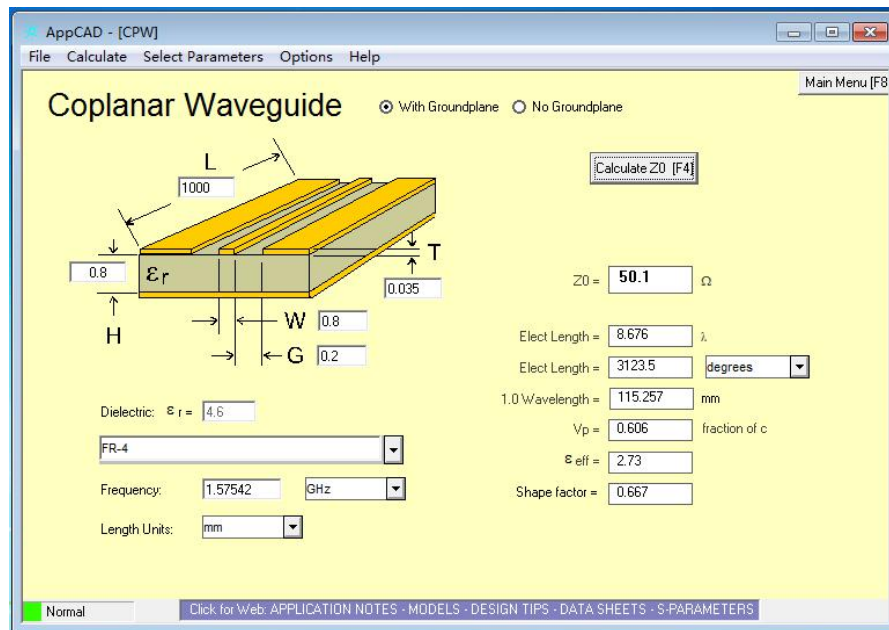 AppCAD - [CPW]
File Calculate Select Parameters Options Help
Main Menu [F8
Coplanar Waveguide
With Groundplane No Groundplane
L
1000
Calculate Z0 [F4]
0.8
εr
T
0.035
H
W 0.8
G 0.2
Z0 = 50.1 Ω
Elect Length = 8.676 λ
Elect Length = 3123.5 degrees
1.0 Wavelength = 115.257 mm
Vp = 0.606 fraction of c
ε eff = 2.73
Shape factor = 0.667
Dielectric: ε r = 4.6
FR-4
Frequency: 1.57542 GHz
Length Units: mm
Normal
Click for Web: APPLICATION NOTES - MODELS - DESIGN TIPS - DATA SHEETS - S-PARAMETERS